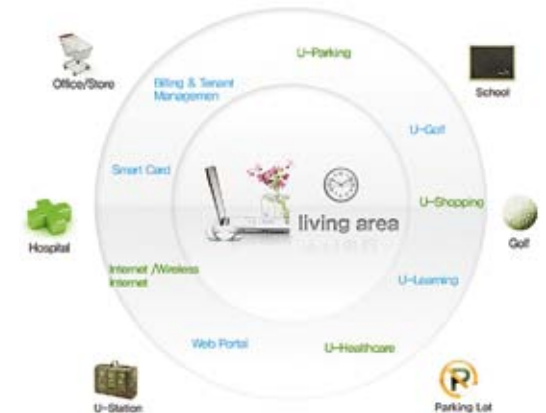 U-Parking
Office/Store
Billing & Tenant
Managemen
School
U-Golf
Smart Card
U-Shopping
living area
Hospital
Golf
Internet /Wireless
Internet
U-Learning
Web Portal
U-Healthcare
U-Station
Parking Lot